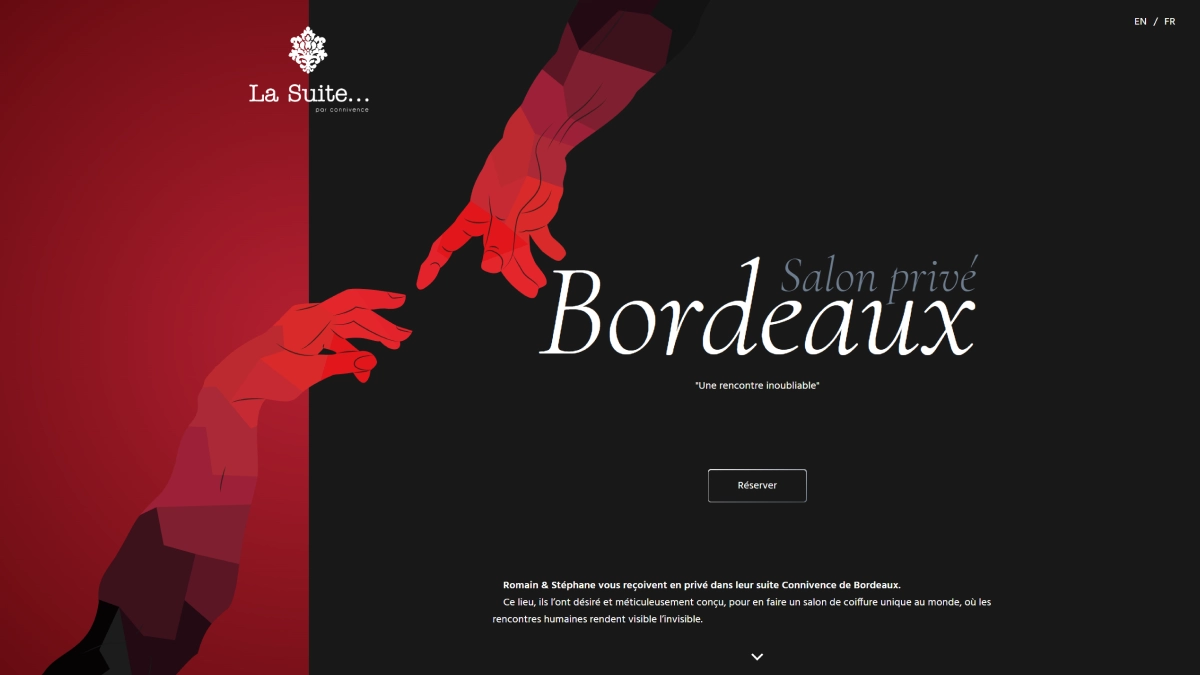 EN / FR
La Suite...
par connivence
Salon privé
Bordeaux
"Une rencontre inoubliable"
Réserver
Romain & Stéphane vous reçoivent en privé dans leur suite Connivence de Bordeaux.
Ce lieu, ils l’ont désiré et méticuleusement conçu, pour en faire un salon de coiffure unique au monde, où les
rencontres humaines rendent visible l’invisible.